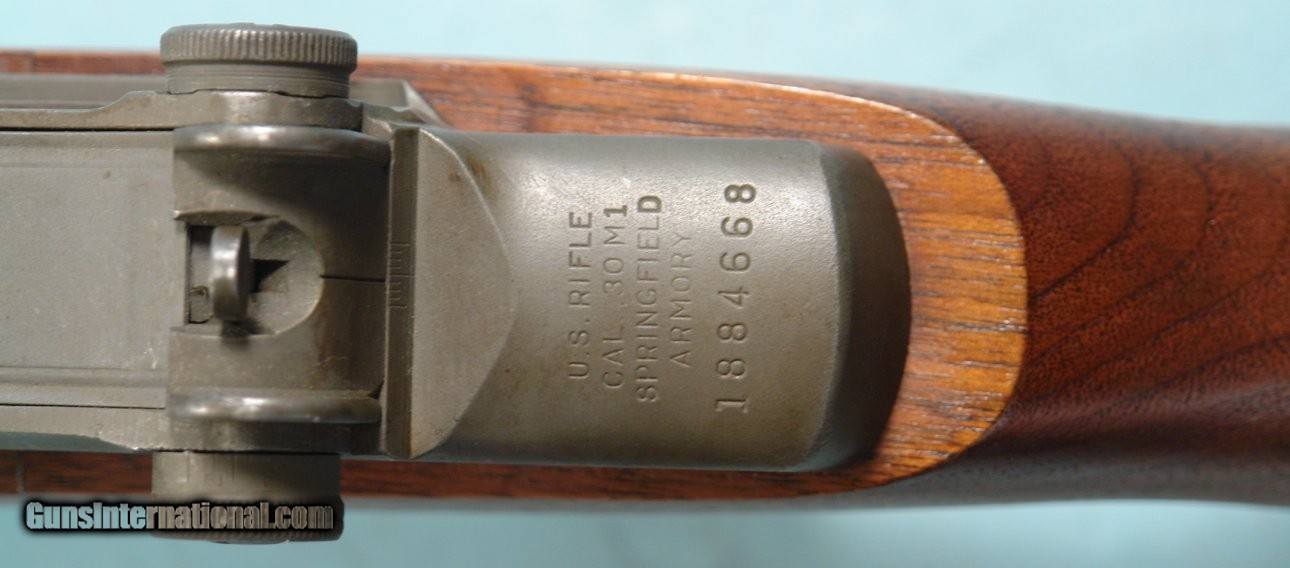 U.S. RIFLE
CAL .30 M1
SPRINGFIELD
ARMORY
1884668
GunsInternational.com